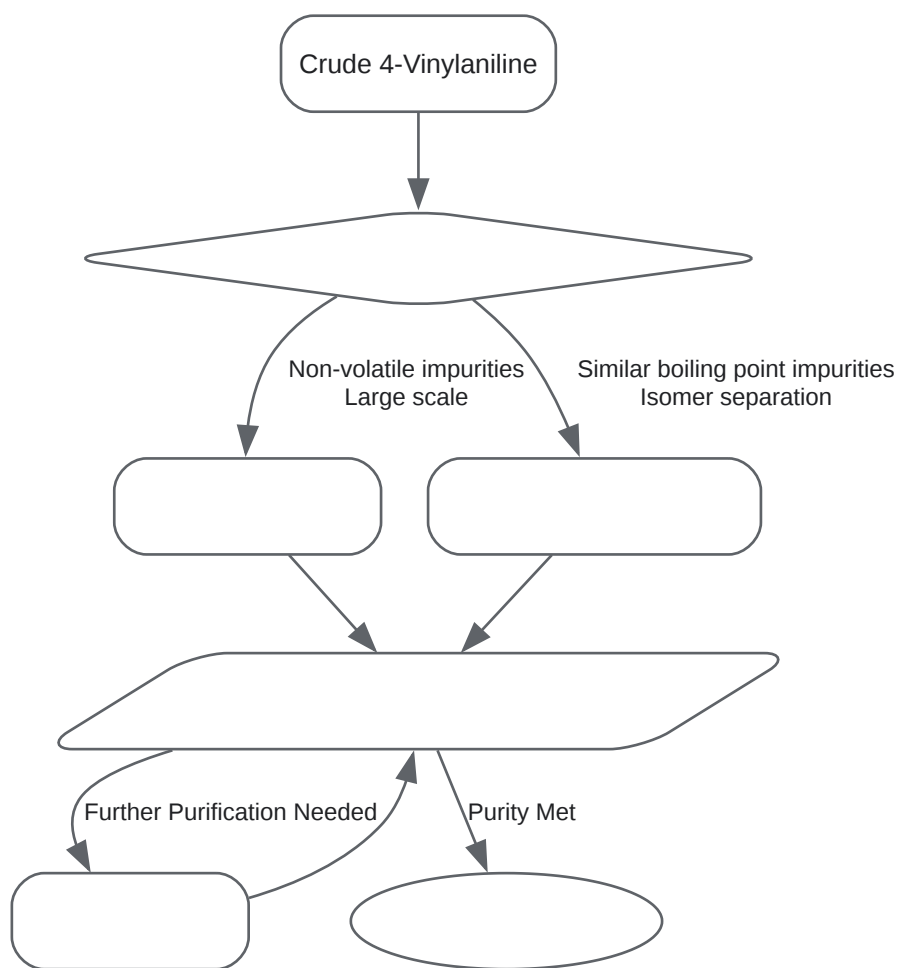 Crude 4-Vinylaniline
Non-volatile impurities
Large scale
Similar boiling point impurities
Isomer separation
Further Purification Needed
Purity Met